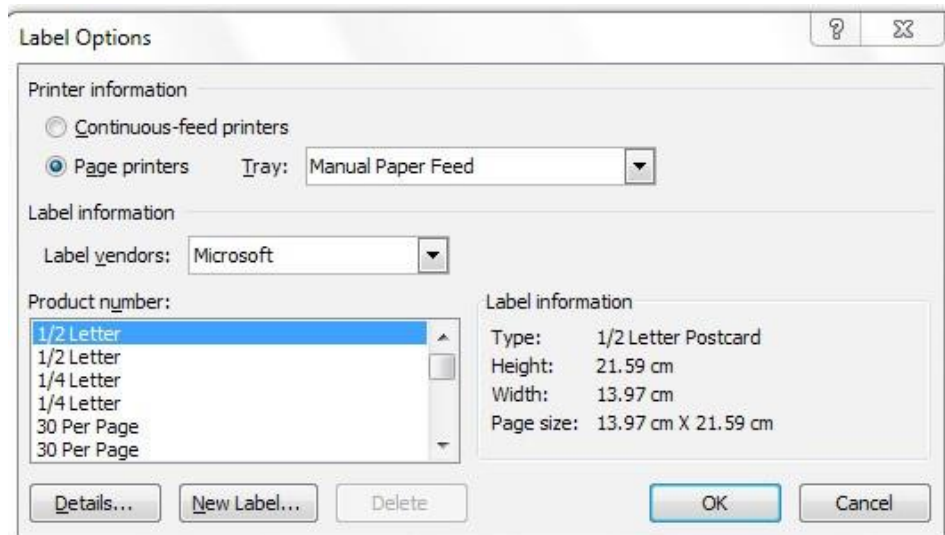 Label Options
Printer information
Continuous-feed printers
Page printers Tray: Manual Paper Feed
Label information
Label vendors: Microsoft
Product number:
1/2 Letter
1/2 Letter
1/4 Letter
1/4 Letter
30 Per Page
30 Per Page
Label information
Type: 1/2 Letter Postcard
Height: 21.59 cm
Width: 13.97 cm
Page size: 13.97 cm X 21.59 cm
Details... New Label... Delete OK Cancel